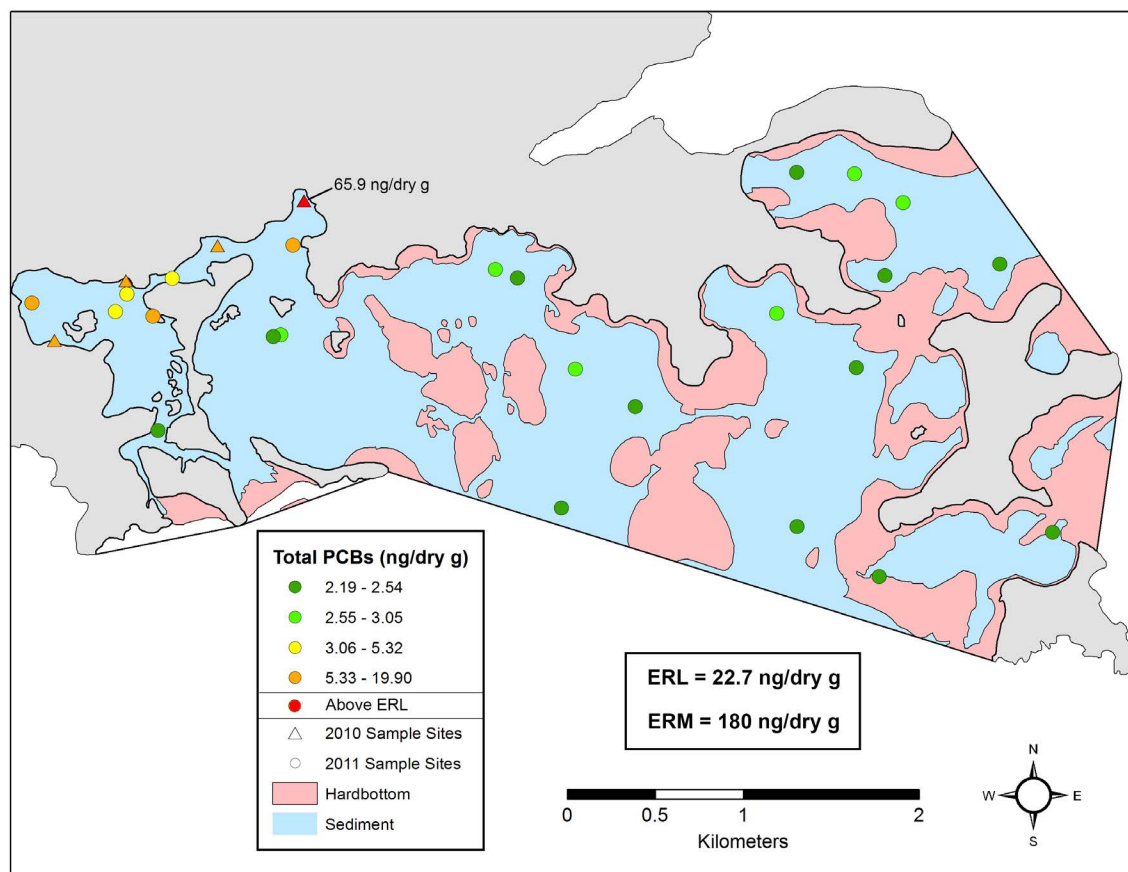 65.9 ng/dry g
Total PCBs (ng/dry g)
2.19 - 2.54
2.55 - 3.05
3.06 - 5.32
5.33 - 19.90
Above ERL
2010 Sample Sites
2011 Sample Sites
Hardbottom
Sediment
ERL = 22.7 ng/dry g
ERM = 180 ng/dry g
0 0.5 1 2
Kilometers
N
W E
S